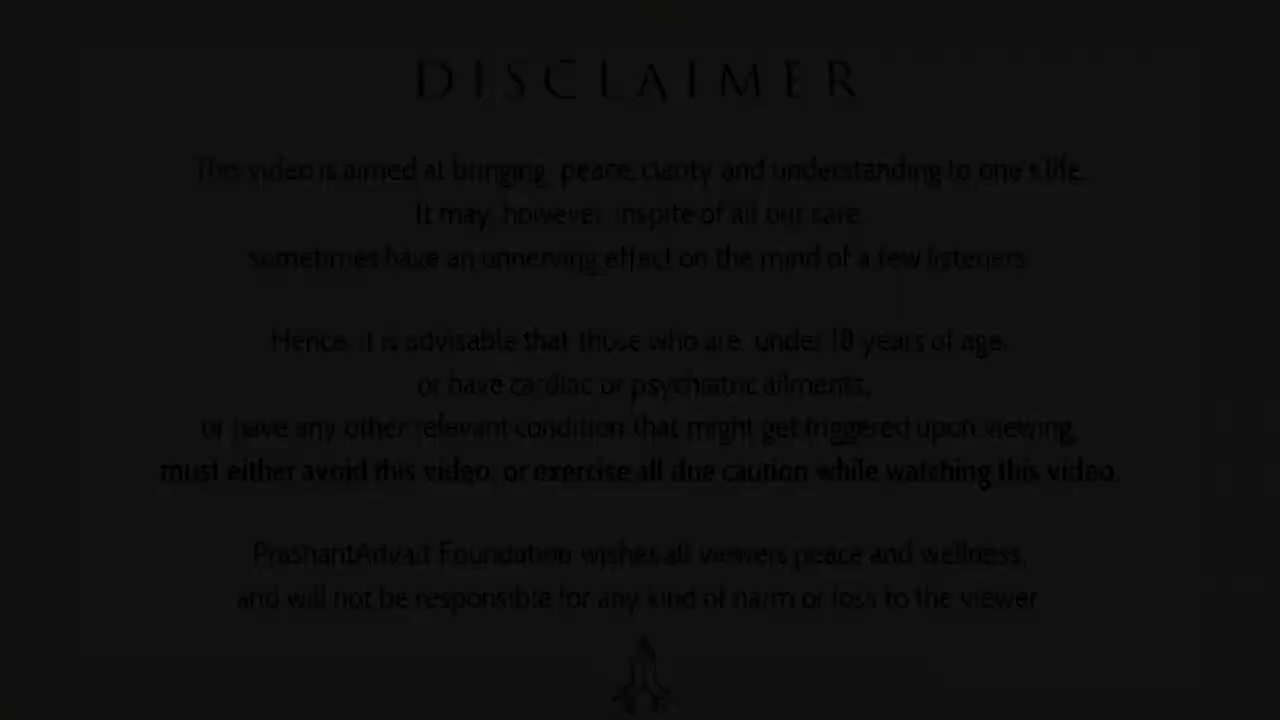 DISCLAIMER
This video is aimed at bringing, peace, clarity and understanding to one's life.
It may, however, inspite of all our care,
sometimes have an unnerving effect on the mind of a few listeners.
Hence, it is advisable that those who are, under 18 years of age,
or have cardiac or psychiatric ailments,
or have any other relevant condition that might get triggered upon viewing,
must either avoid this video, or exercise all due caution while watching this video.
PrashantAdvait Foundation wishes all viewers peace and wellness,
and will not be responsible for any kind of harm or loss to the viewer.